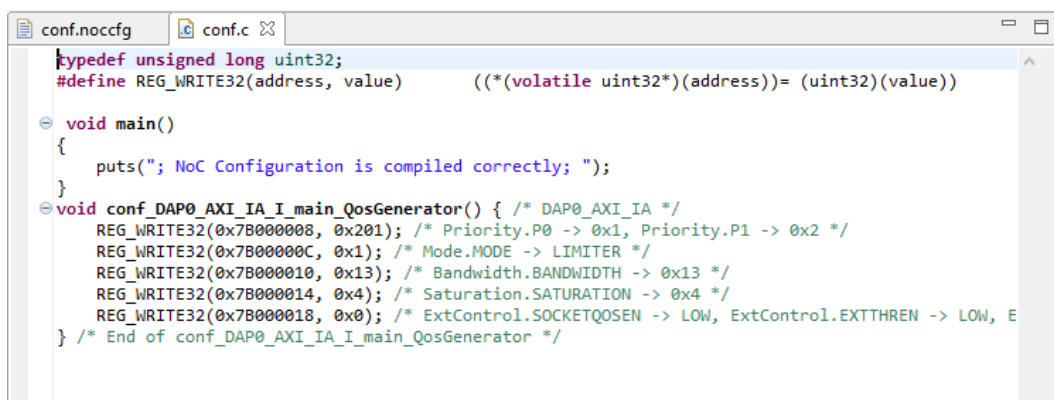 conf.noccfg conf.c
typedef unsigned long uint32;
#define REG_WRITE32(address, value) ((*(volatile uint32*)(address))= (uint32)(value))
void main()
{
puts("; NoC Configuration is compiled correctly; ");
}
void conf_DAP0_AXI_IA_I_main_QosGenerator() { /* DAP0_AXI_IA */
REG_WRITE32(0x7B000008, 0x201); /* Priority.P0 -> 0x1, Priority.P1 -> 0x2 */
REG_WRITE32(0x7B00000C, 0x1); /* Mode.MODE -> LIMITER */
REG_WRITE32(0x7B000010, 0x13); /* Bandwidth.BANDWIDTH -> 0x13 */
REG_WRITE32(0x7B000014, 0x4); /* Saturation.SATURATION -> 0x4 */
REG_WRITE32(0x7B000018, 0x0); /* ExtControl.SOCKETQOSEN -> LOW, ExtControl.EXTTHREN -> LOW, E
} /* End of conf_DAP0_AXI_IA_I_main_QosGenerator */